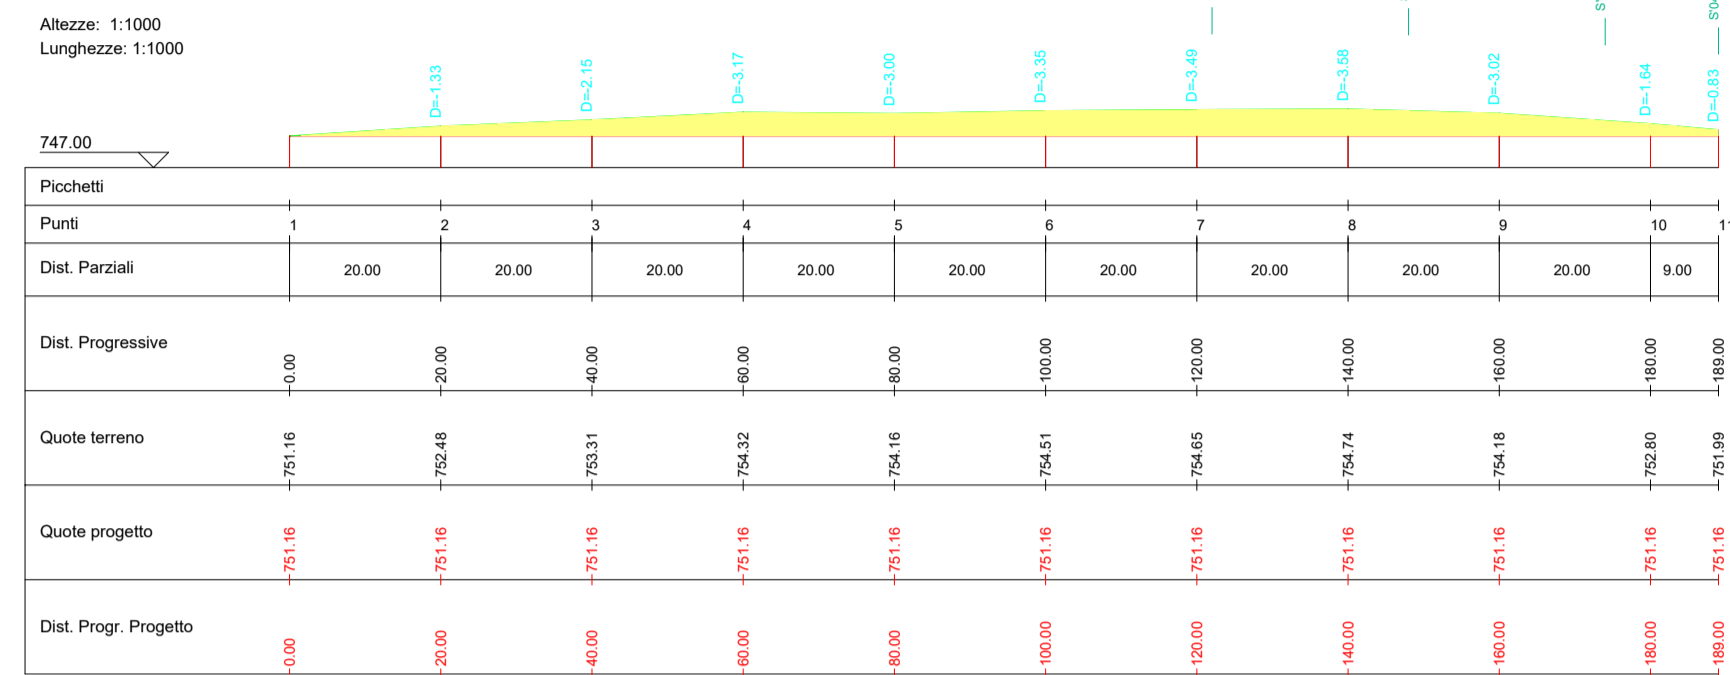 Altezze: 1:1000
Lunghezze: 1:1000
D=-1.33 D=-2.15 D=-3.17 D=-3.00 D=-3.35 D=-3.49 D=-3.58 D=-3.02 D=-1.64 D=-0.83
747.00
Picchetti
Punti 1 2 3 4 5 6 7 8 9 10 11
Dist. Parziali 20.00 20.00 20.00 20.00 20.00 20.00 20.00 20.00 20.00 9.00
Dist. Progressive 0.00 20.00 40.00 60.00 80.00 100.00 120.00 140.00 160.00 180.00 189.00
Quote terreno 751.16 752.48 753.31 754.32 754.16 754.51 754.65 754.74 754.18 752.80 751.99
Quote progetto 751.16 751.16 751.16 751.16 751.16 751.16 751.16 751.16 751.16 751.16 751.16
Dist. Progr. Progetto 0.00 20.00 40.00 60.00 80.00 100.00 120.00 140.00 160.00 180.00 189.00